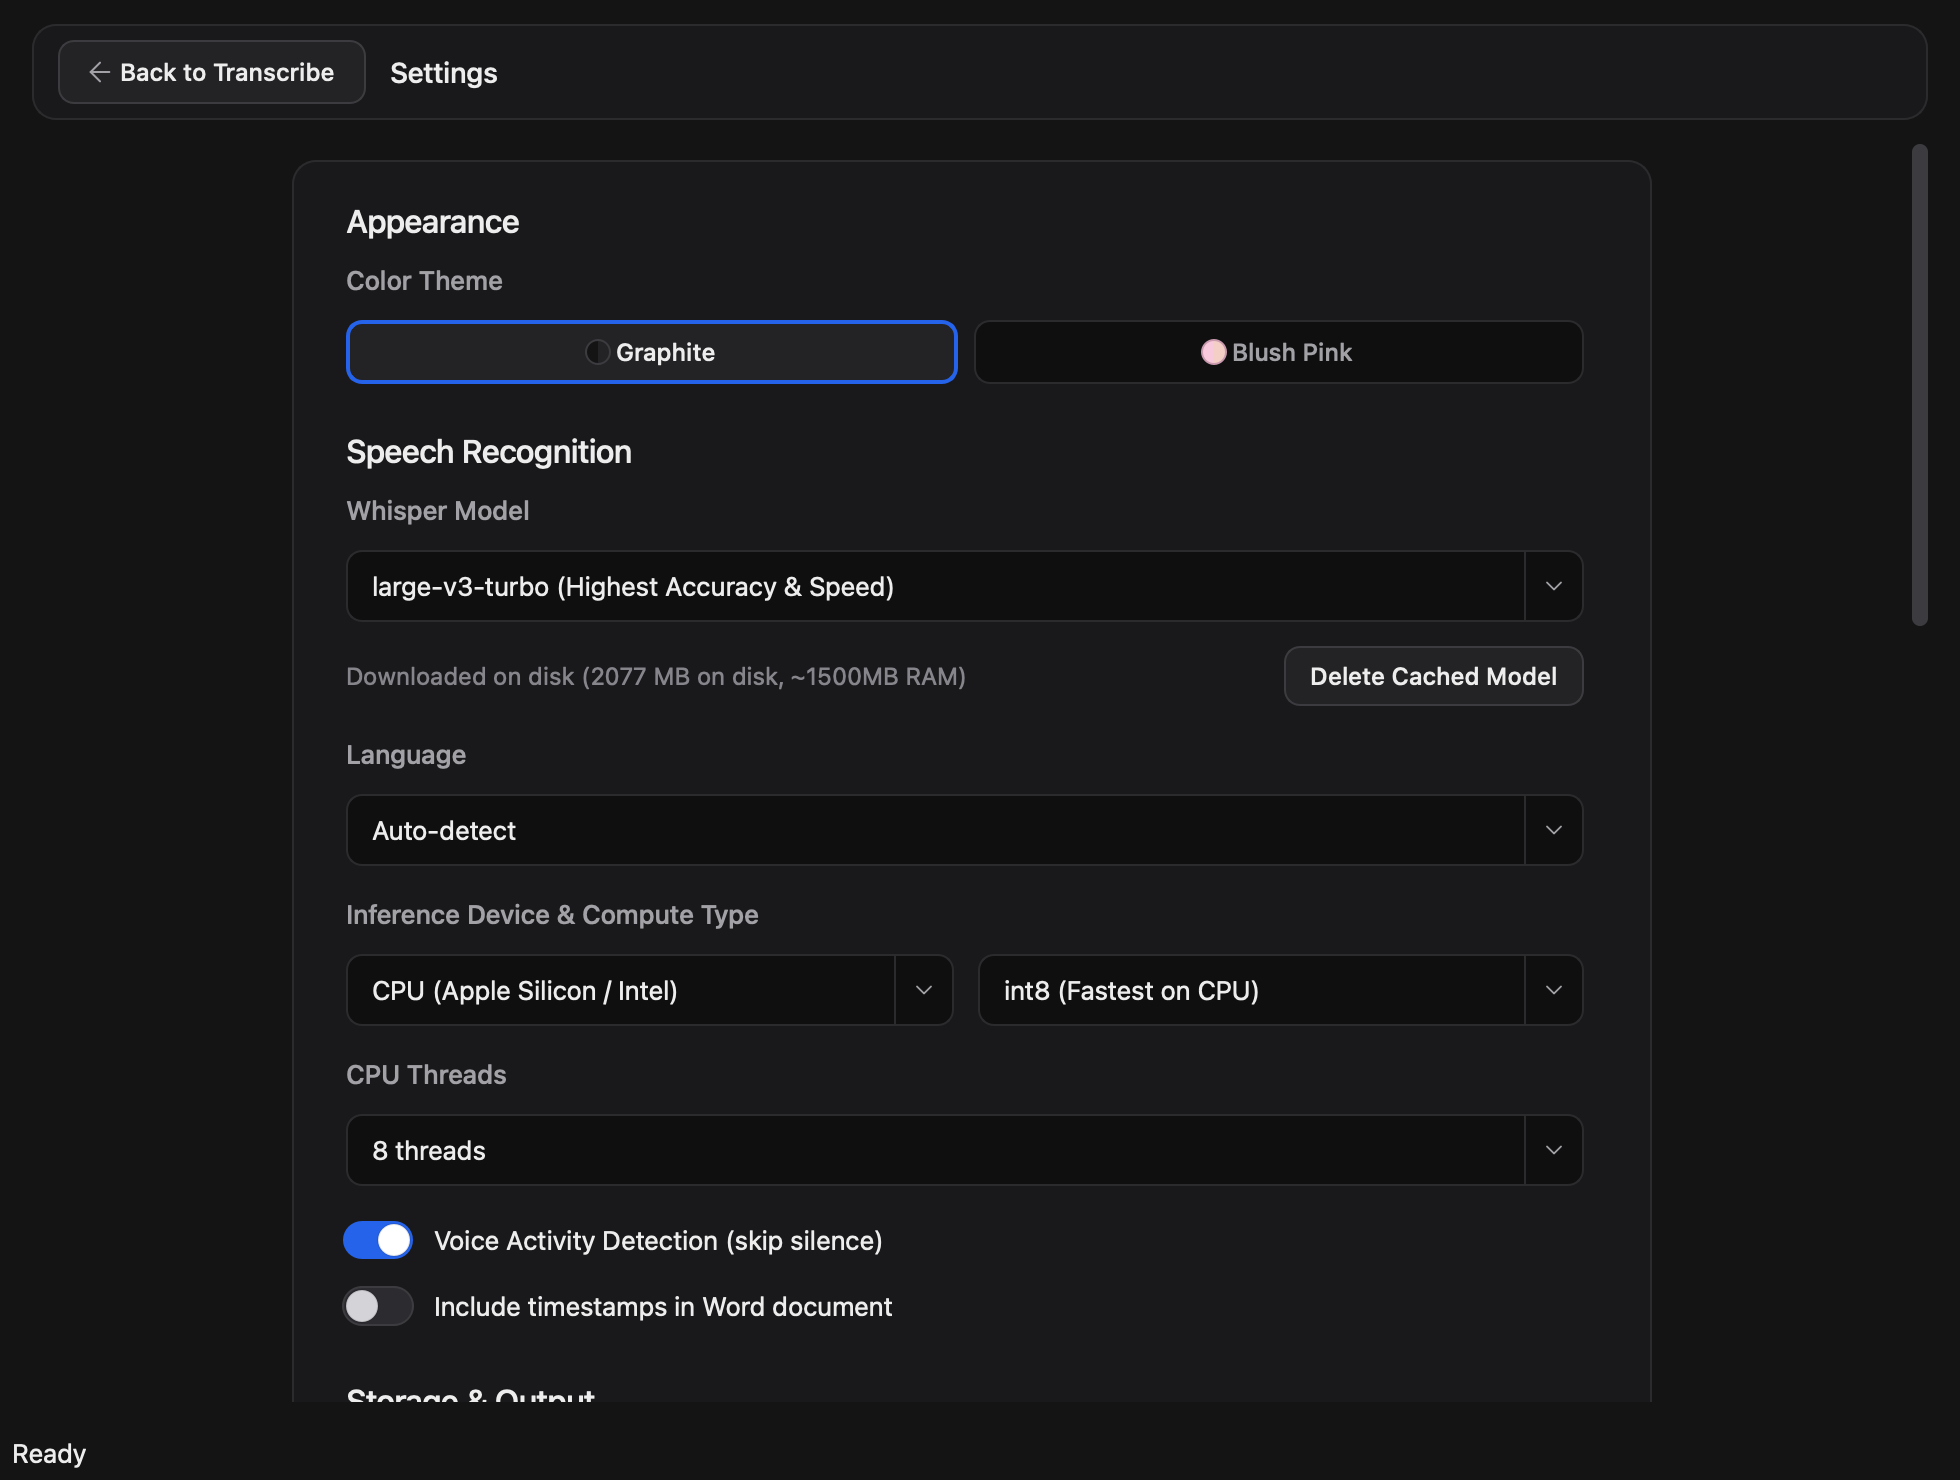 Back to Transcribe
Settings
Appearance
Color Theme
Graphite
Blush Pink
Speech Recognition
Whisper Model
large-v3-turbo (Highest Accuracy & Speed)
Downloaded on disk (2077 MB on disk, ~1500MB RAM)
Delete Cached Model
Language
Auto-detect
Inference Device & Compute Type
CPU (Apple Silicon / Intel)
int8 (Fastest on CPU)
CPU Threads
8 threads
Voice Activity Detection (skip silence)
Include timestamps in Word document
Storage & Output
Ready